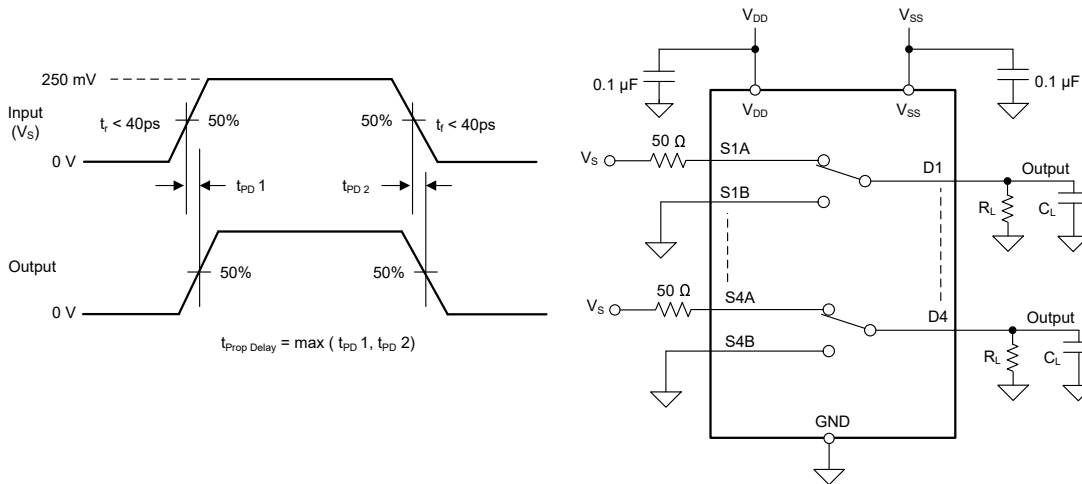 250 mV
Input
(VS)
tr < 40ps
50%
50%
tf < 40ps
0 V
tPD 1
tPD 2
Output
50%
50%
0 V
tProp Delay = max ( tPD 1, tPD 2)
VDD
VSS
0.1 µF
0.1 µF
VDD
VSS
50 Ω
VS
S1A
D1
Output
S1B
RL
CL
50 Ω
VS
S4A
D4
Output
S4B
RL
CL
GND